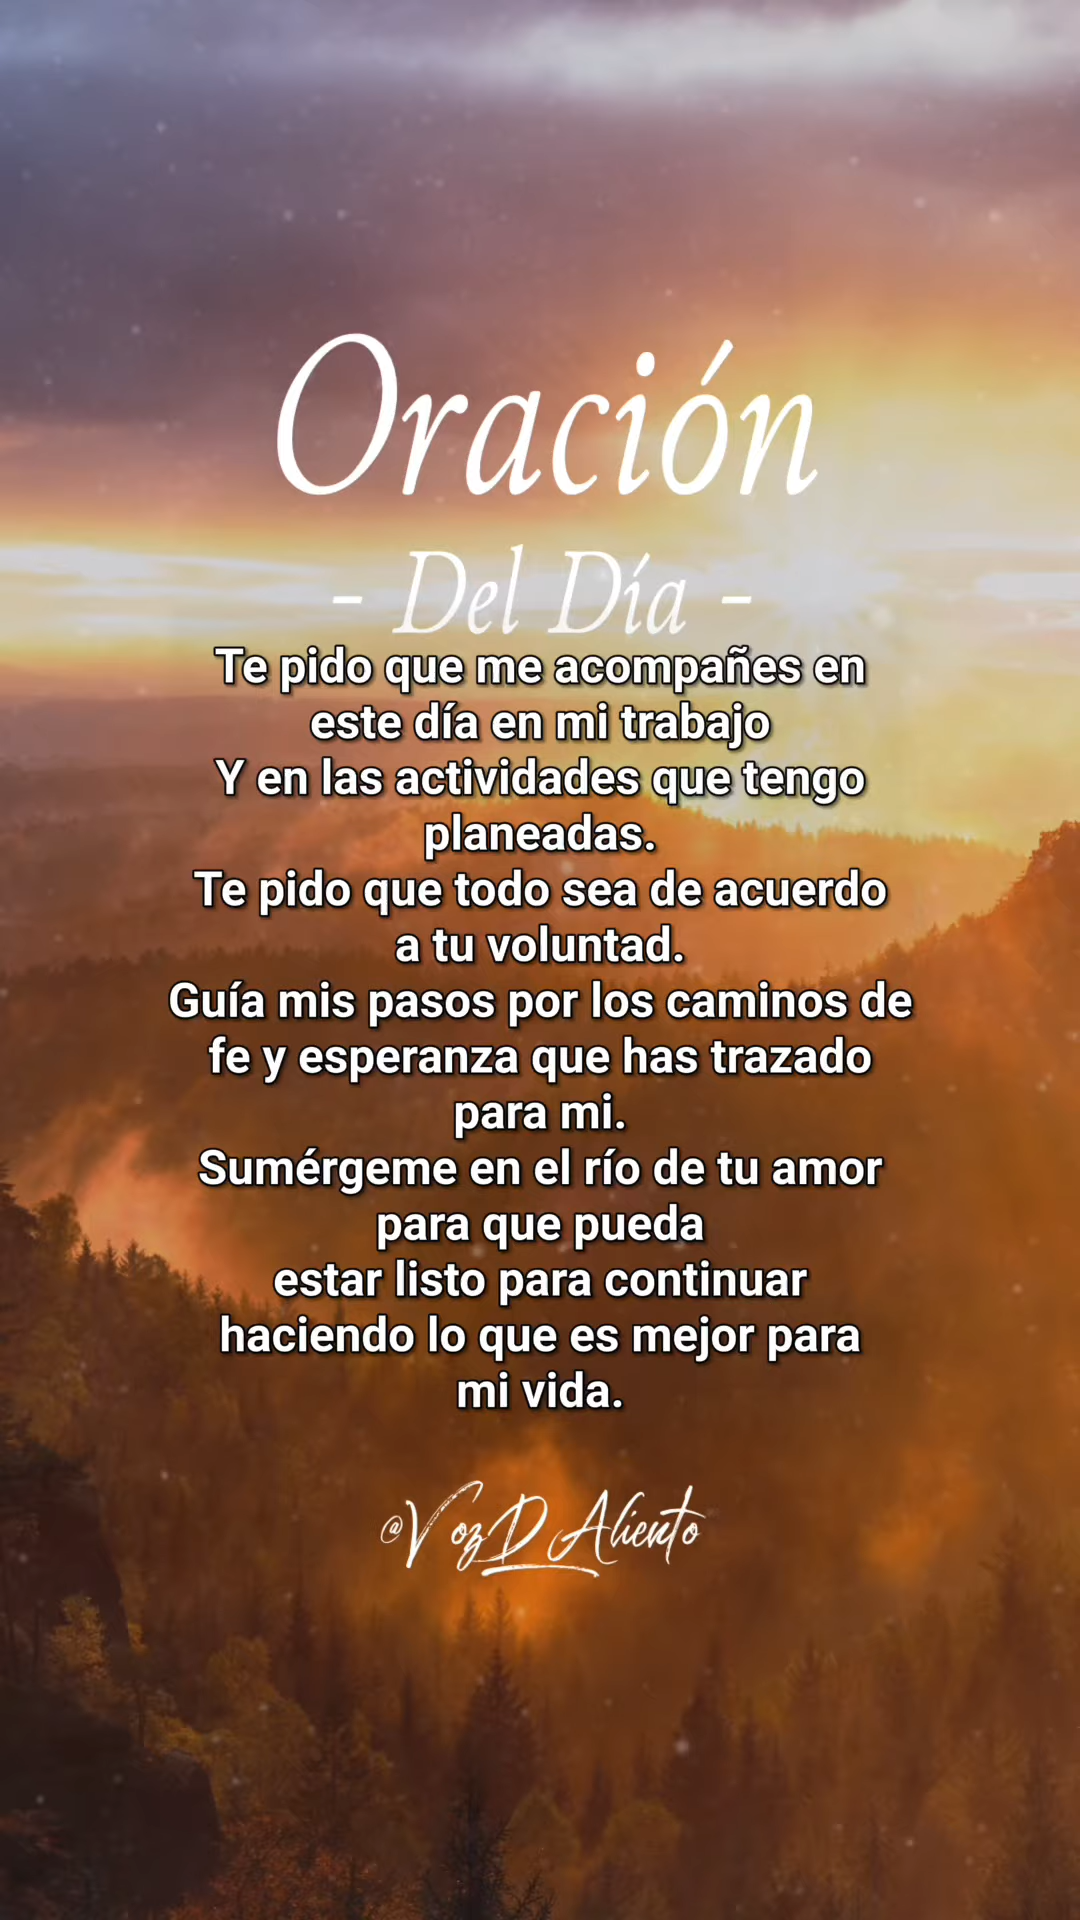 Oración
- Del Día -
Te pido que me acompañes en
este día en mi trabajo
Y en las actividades que tengo
planeadas.
Te pido que todo sea de acuerdo
a tu voluntad.
Guía mis pasos por los caminos de
fe y esperanza que has trazado
para mi.
Sumérgeme en el río de tu amor
para que pueda
estar listo para continuar
haciendo lo que es mejor para
mi vida.
@VozDAliento